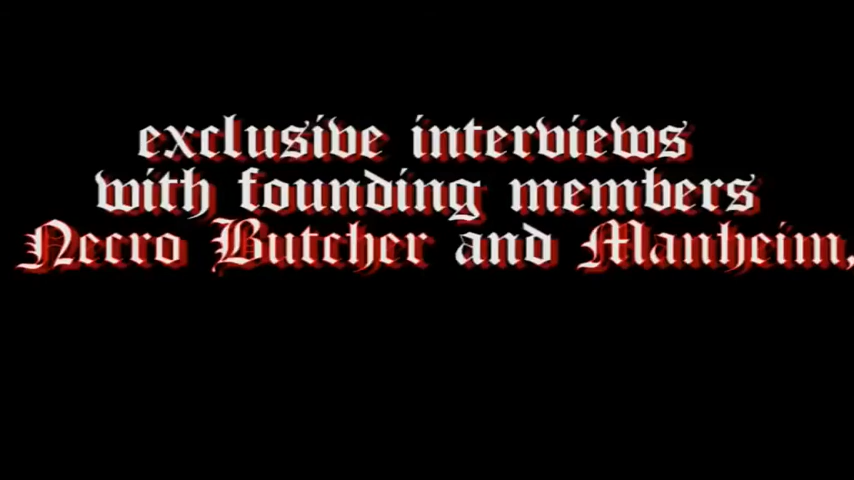 exclusive interviews
with founding members
Necro Butcher and Manheim,